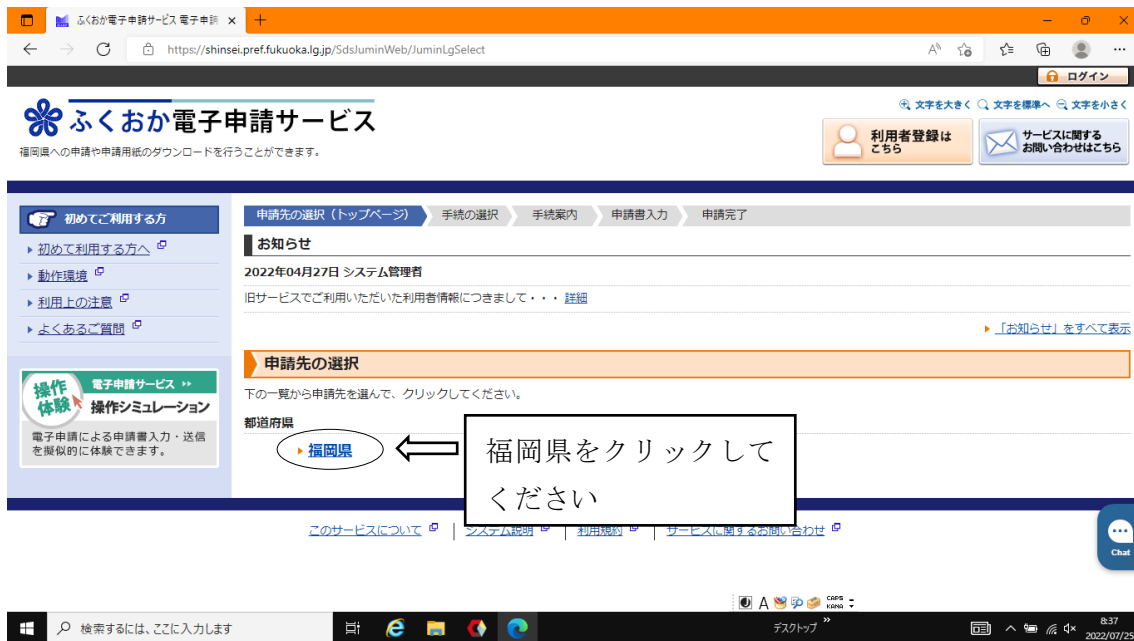 ふくおか電子申請サービス 電子申請
https://shinsei.pref.fukuoka.lg.jp/SdsJuminWeb/JuminLgSelect
ログイン
文字を大きく 文字を標準へ 文字を小さく
ふくおか電子申請サービス
福岡県への申請や申請用紙のダウンロードを行うことができます。
利用者登録は
こちら
サービスに関する
お問い合わせはこちら
初めてご利用する方
初めて利用する方へ
動作環境
利用上の注意
よくあるご質問
操作
体験
電子申請サービス
操作シミュレーション
電子申請による申請書入力・送信
を擬似的に体験できます。
申請先の選択（トップページ） 手続の選択 手続案内 申請書入力 申請完了
お知らせ
2022年04月27日 システム管理者
旧サービスでご利用いただいた利用者情報につきまして・・・ 詳細
「お知らせ」をすべて表示
申請先の選択
下の一覧から申請先を選んで、クリックしてください。
都道府県
福岡県
福岡県をクリックして
ください
このサービスについて システム説明 利用規約 サービスに関するお問い合わせ
Chat
A CAPS
KANA
検索するには、ここに入力します
デスクトップ
8:37